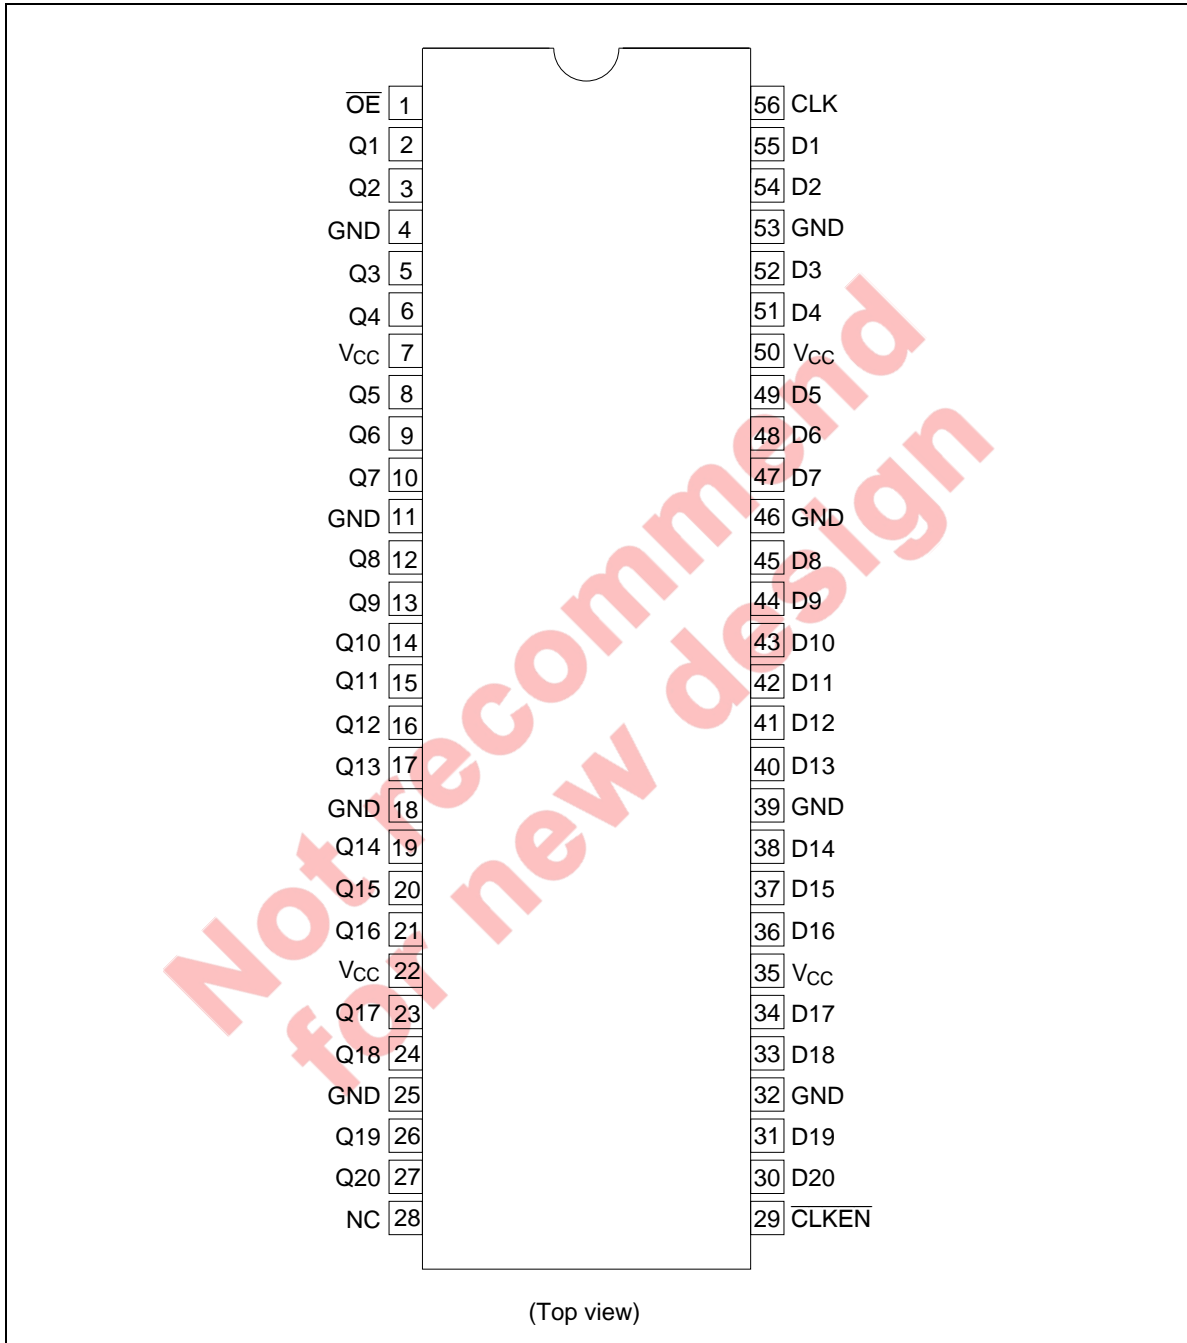 OE 1 56 CLK
Q1 2 55 D1
Q2 3 54 D2
GND 4 53 GND
Q3 5 52 D3
Q4 6 51 D4
VCC 7 50 VCC
Q5 8 49 D5
Q6 9 48 D6
Q7 10 47 D7
GND 11 46 GND
Q8 12 45 D8
Q9 13 44 D9
Q10 14 43 D10
Q11 15 42 D11
Q12 16 41 D12
Q13 17 40 D13
GND 18 39 GND
Q14 19 38 D14
Q15 20 37 D15
Q16 21 36 D16
VCC 22 35 VCC
Q17 23 34 D17
Q18 24 33 D18
GND 25 32 GND
Q19 26 31 D19
Q20 27 30 D20
NC 28 29 CLKEN
(Top view)
Not recommend
for new design